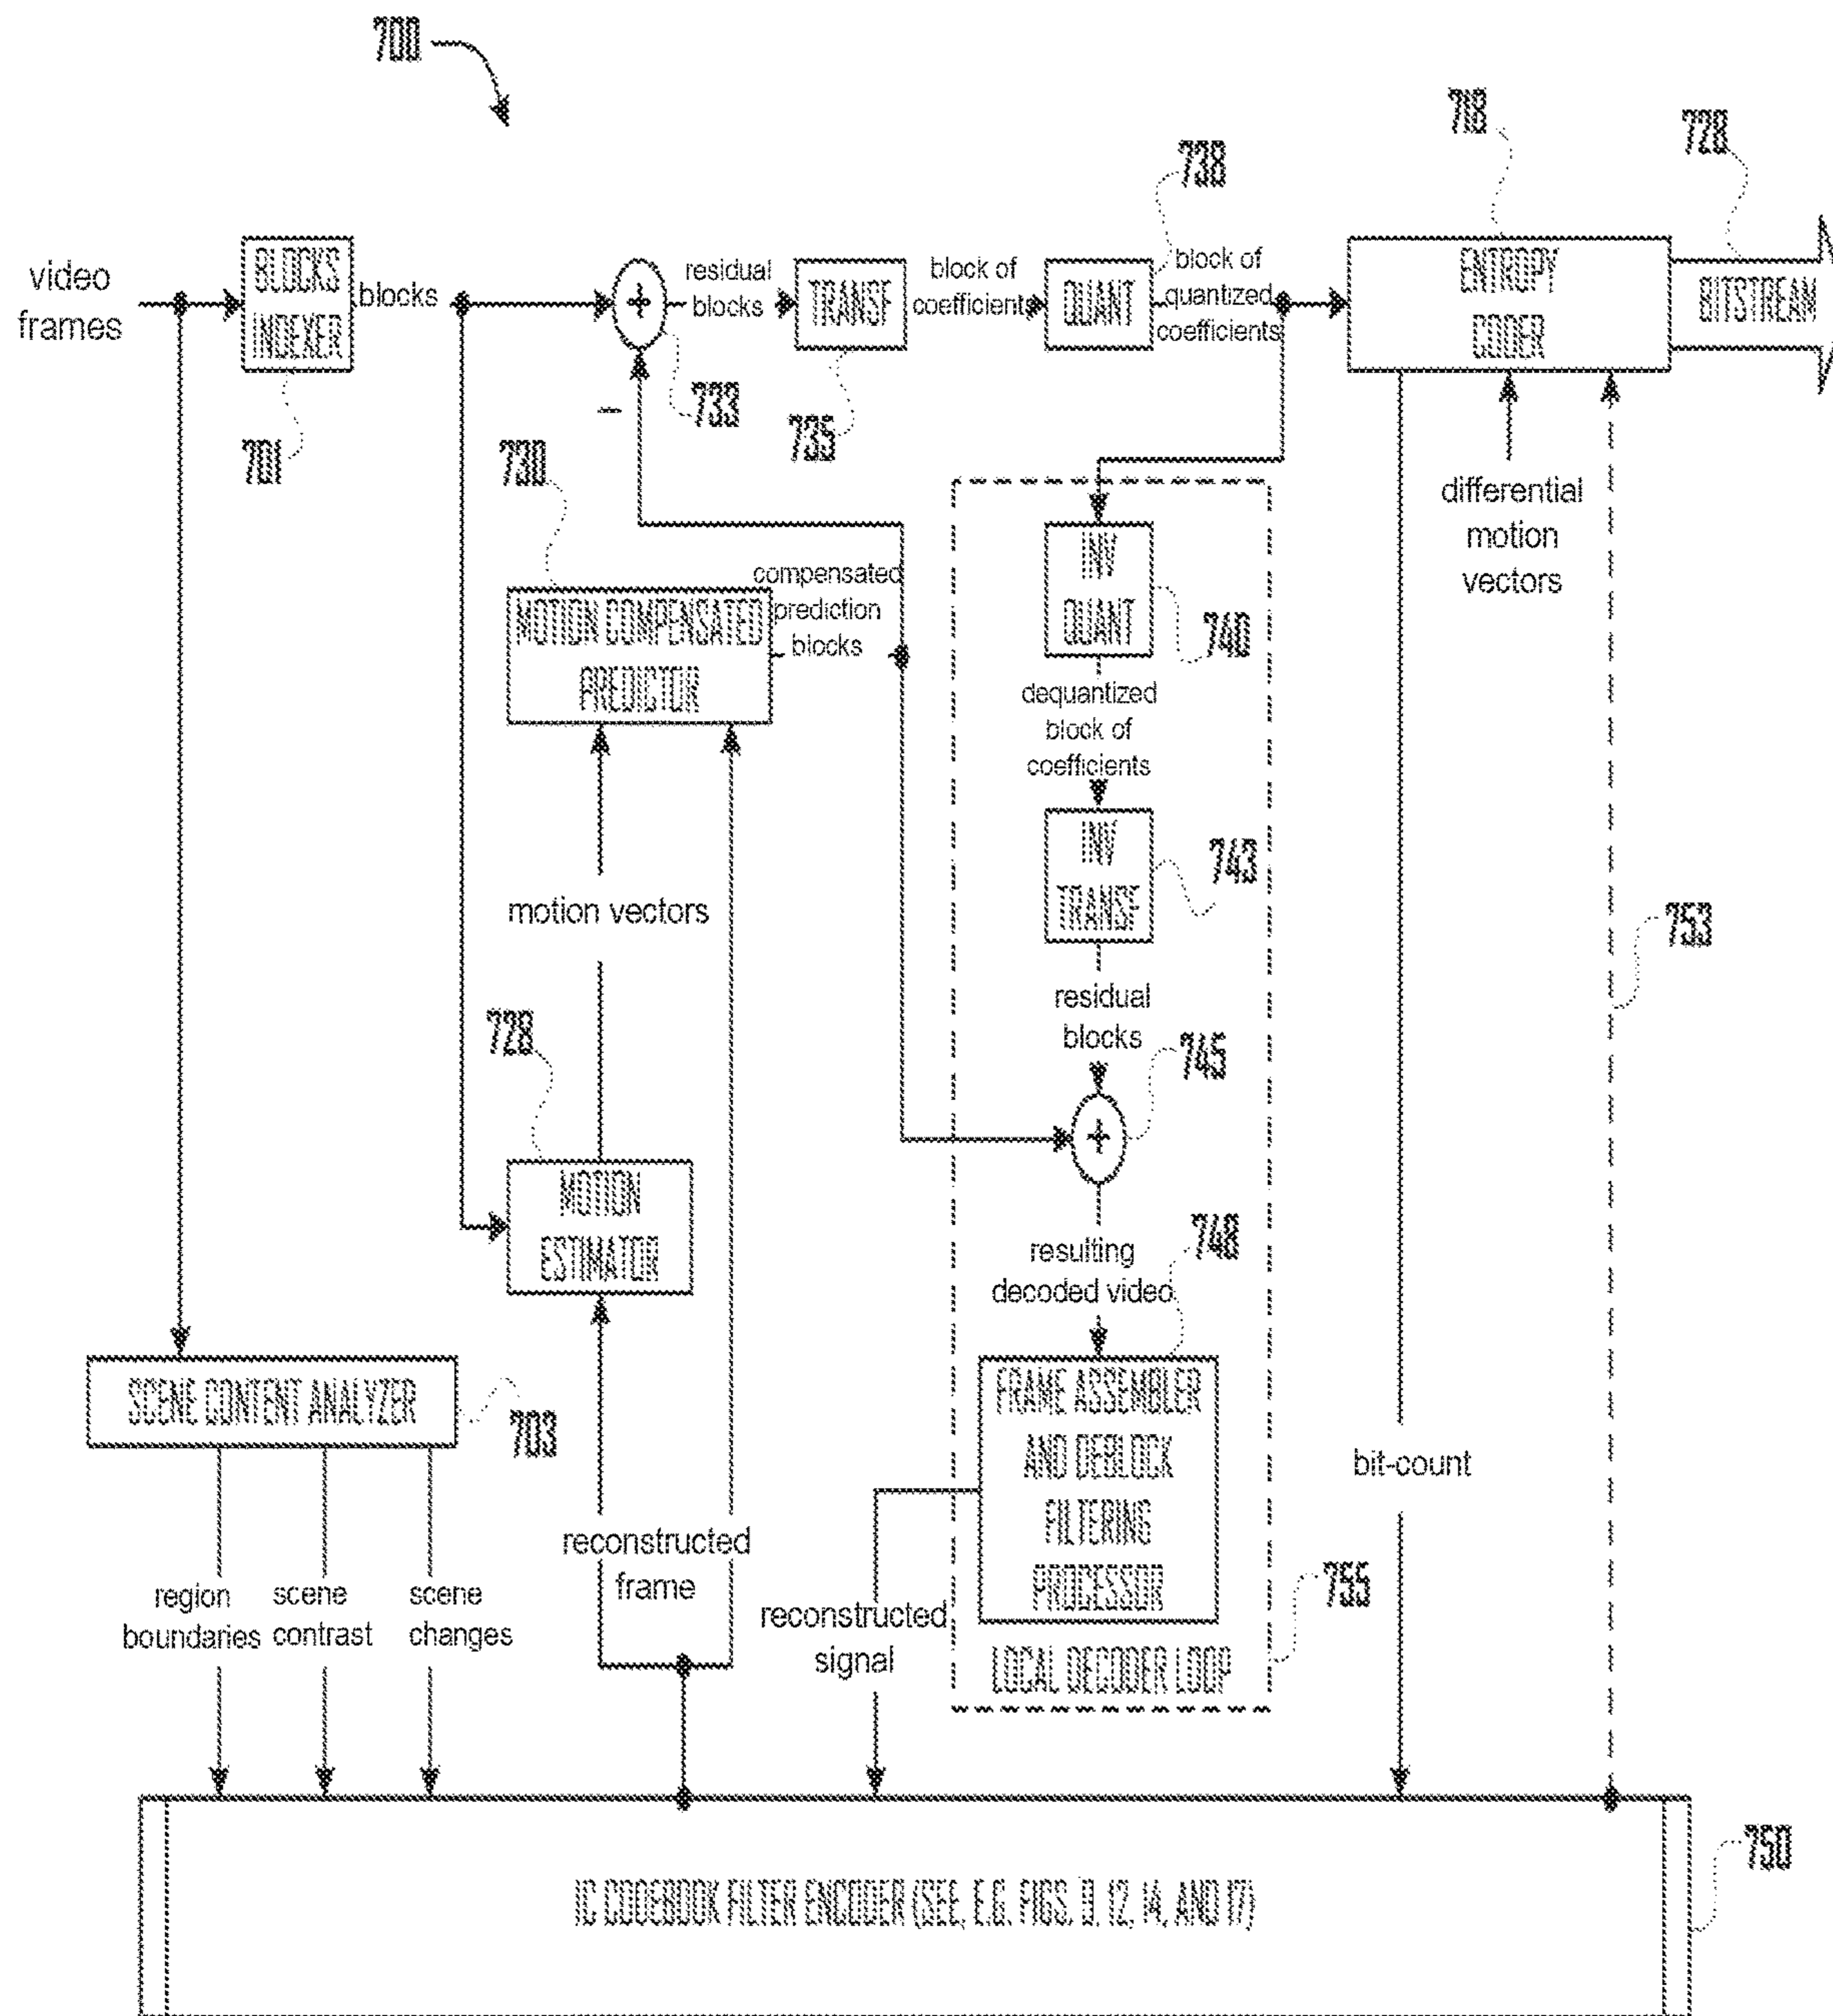 700
718
720
738
video
frames
BLOCKS
INDEXER
blocks
+
residual
blocks
TRANSF
block of
coefficients
QUANT
block of
quantized
coefficients
ENTROPY
CODER
BITSTREAM
701
−
733
735
730
differential
motion
vectors
INV
QUANT
740
compensated
prediction
blocks
MOTION COMPENSATED
PREDICTOR
dequantized
block of
coefficients
INV
TRANSF
743
motion vectors
753
residual
blocks
728
745
+
MOTION
ESTIMATOR
748
resulting
decoded video
SCENE CONTENT ANALYZER
703
FRAME ASSEMBLER
AND DEBLOCK
FILTERING
PROCESSOR
bit-count
reconstructed
frame
region
boundaries
scene
contrast
scene
changes
reconstructed
signal
755
LOCAL DECODER LOOP
750
IC CODEBOOK FILTER ENCODER (SEE, E.G. FIGS. 12, 14, AND 17)